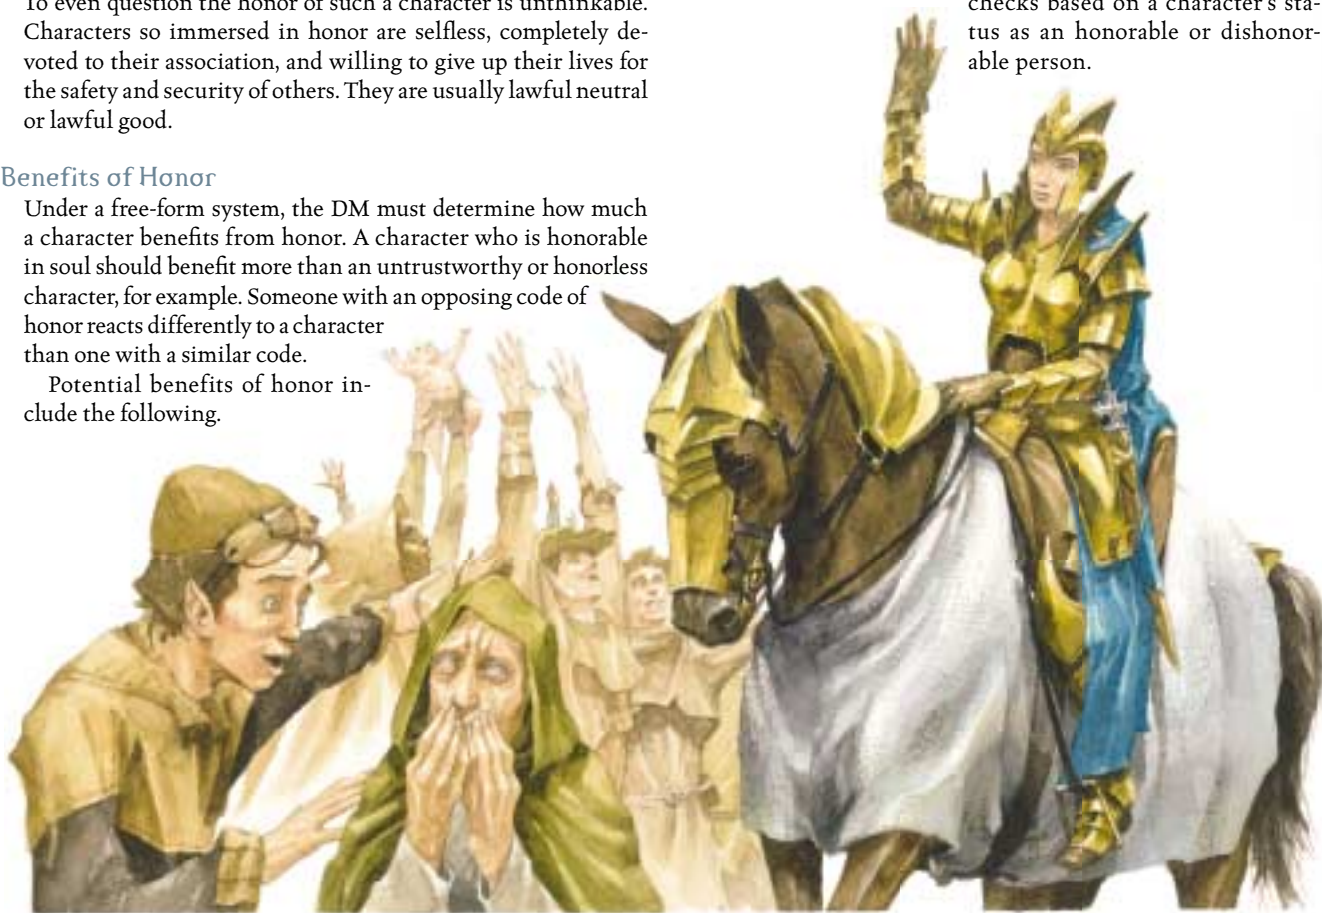 To even question the honor of such a character is unthinkable.
Characters so immersed in honor are selfless, completely de-
voted to their association, and willing to give up their lives for
the safety and security of others. They are usually lawful neutral
or lawful good.
Benefits of Honor
Under a free-form system, the DM must determine how much
a character benefits from honor. A character who is honorable
in soul should benefit more than an untrustworthy or honorless
character, for example. Someone with an opposing code of
honor reacts differently to a character
than one with a similar code.
Potential benefits of honor in-
clude the following.
checks based on a character's sta-
tus as an honorable or dishonor-
able person.